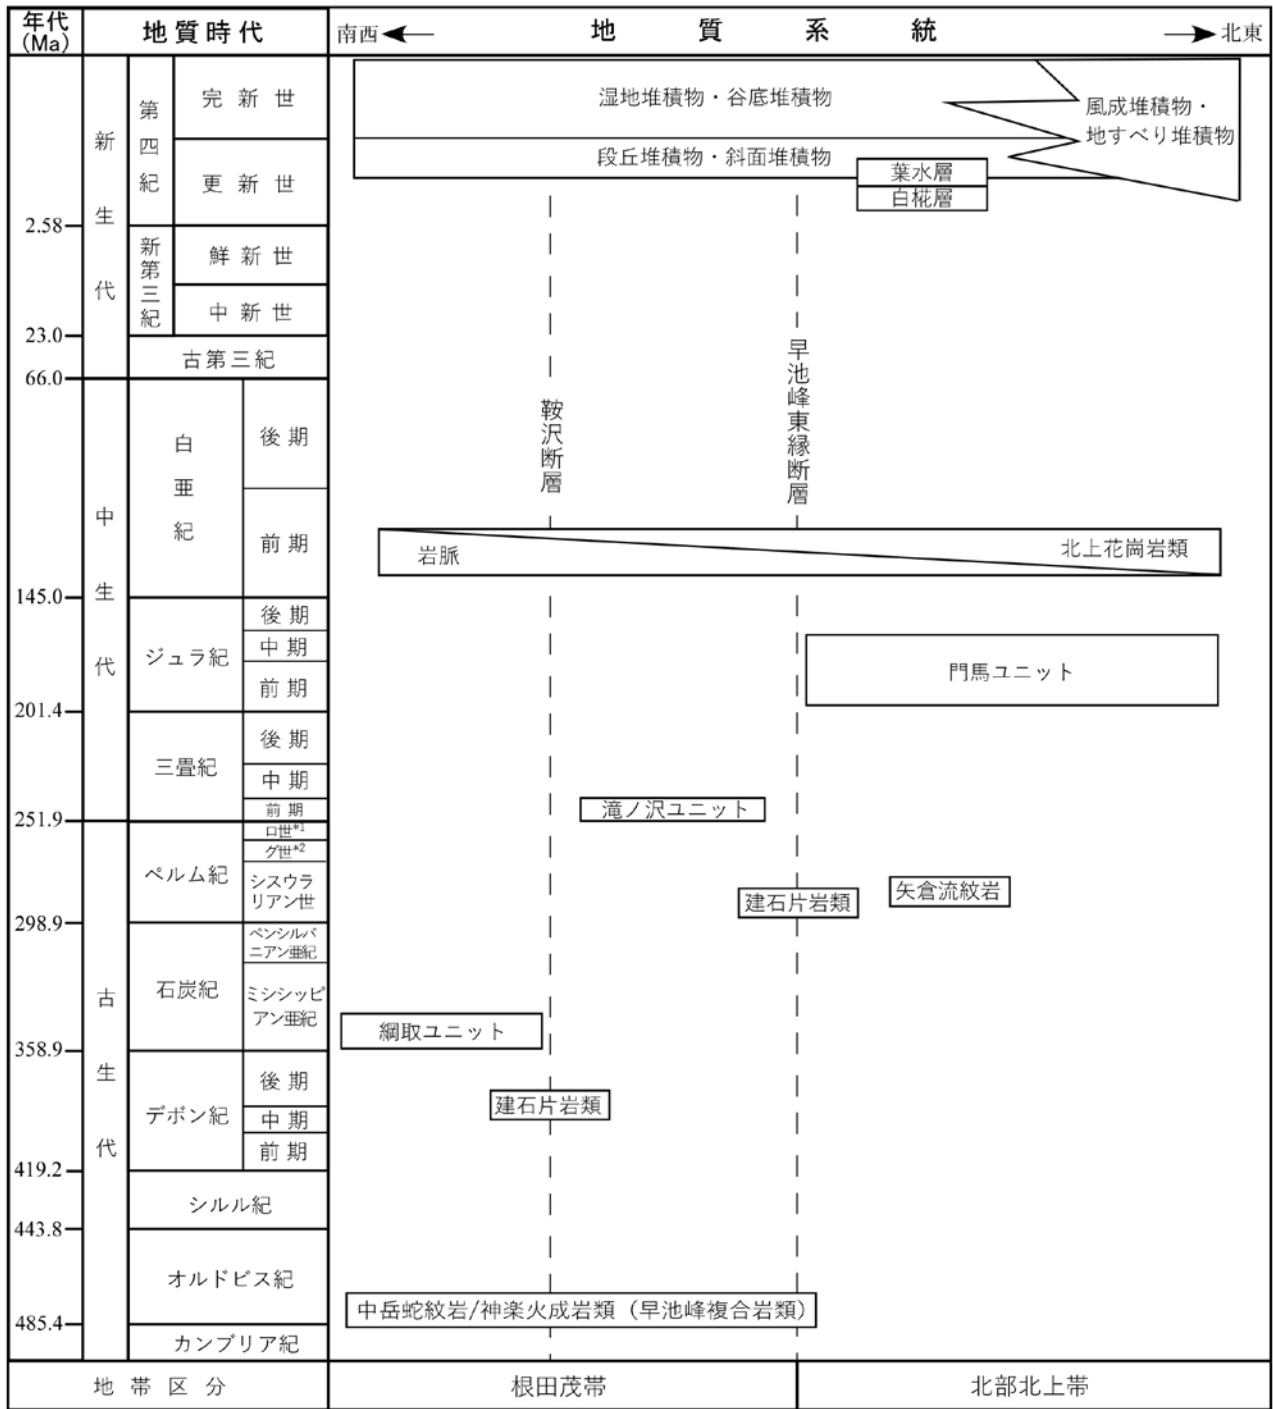 年代
(Ma)
地質時代
南西
地質系統
北東
新生代
第四紀
完新世
更新世
湿地堆積物・谷底堆積物
段丘堆積物・斜面堆積物
風成堆積物・
地すべり堆積物
葉水層
白椛層
2.58
新第三紀
鮮新世
中新世
23.0
古第三紀
66.0
鞍沢断層
早池峰東縁断層
中生代
白亜紀
後期
前期
岩脈
北上花崗岩類
145.0
ジュラ紀
後期
中期
前期
門馬ユニット
201.4
三畳紀
後期
中期
前期
滝ノ沢ユニット
251.9
古生代
ペルム紀
ロ世*1
グ世*2
シスウラ
リアン世
建石片岩類
矢倉流紋岩
298.9
石炭紀
ペンシルバ
ニアン亜紀
ミシシッピ
アン亜紀
綱取ユニット
358.9
デボン紀
後期
中期
前期
建石片岩類
419.2
シルル紀
443.8
オルドビス紀
中岳蛇紋岩/神楽火成岩類（早池峰複合岩類）
485.4
カンブリア紀
地帯区分
根田茂帯
北部北上帯